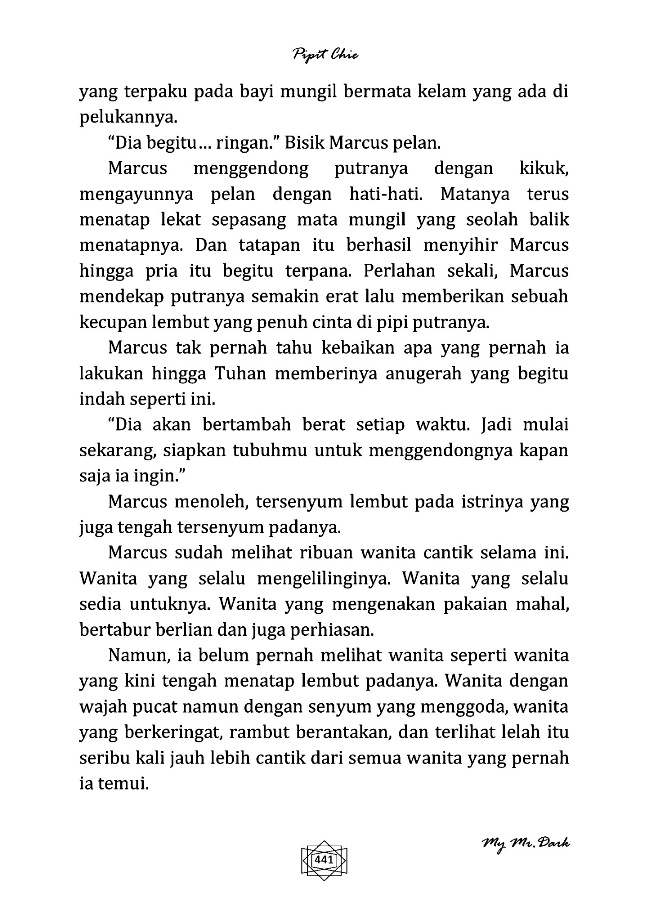 Pipit Chie
yang terpaku pada bayi mungil bermata kelam yang ada di
pelukannya.
“Dia begitu... ringan.” Bisik Marcus pelan.
Marcus menggendong putranya dengan kikuk,
mengayunnya pelan dengan hati-hati. Matanya terus
menatap lekat sepasang mata mungil yang seolah balik
menatapnya. Dan tatapan itu berhasil menyihir Marcus
hingga pria itu begitu terpana. Perlahan sekali, Marcus
mendekap putranya semakin erat lalu memberikan sebuah
kecupan lembut yang penuh cinta di pipi putranya.
Marcus tak pernah tahu kebaikan apa yang pernah ia
lakukan hingga Tuhan memberinya anugerah yang begitu
indah seperti ini.
“Dia akan bertambah berat setiap waktu. Jadi mulai
sekarang, siapkan tubuhmu untuk menggendongnya kapan
saja ia ingin.”
Marcus menoleh, tersenyum lembut pada istrinya yang
juga tengah tersenyum padanya.
Marcus sudah melihat ribuan wanita cantik selama ini.
Wanita yang selalu mengelilinginya. Wanita yang selalu
sedia untuknya. Wanita yang mengenakan pakaian mahal,
bertabur berlian dan juga perhiasan.
Namun, ia belum pernah melihat wanita seperti wanita
yang kini tengah menatap lembut padanya. Wanita dengan
wajah pucat namun dengan senyum yang menggoda, wanita
yang berkeringat, rambut berantakan, dan terlihat lelah itu
seribu kali jauh lebih cantik dari semua wanita yang pernah
ia temui.
My Mr. Dark
441